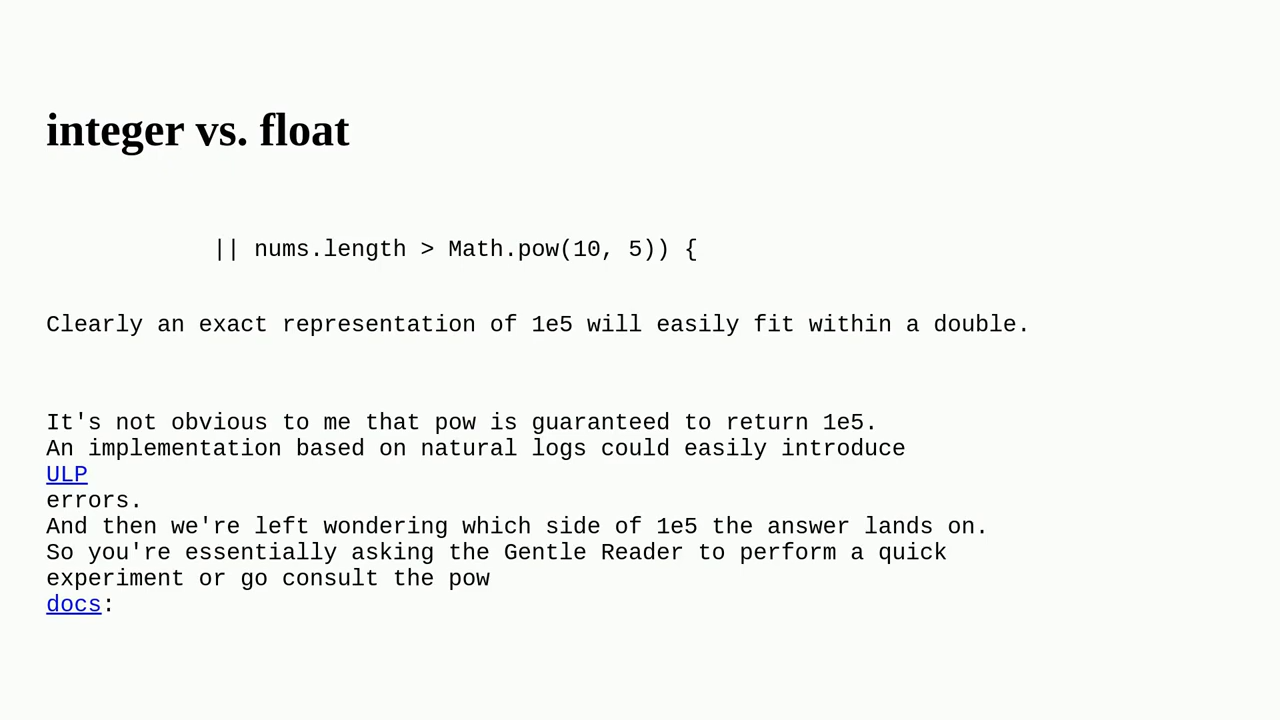 integer vs. float
|| nums.length > Math.pow(10, 5)) {
Clearly an exact representation of 1e5 will easily fit within a double.
It's not obvious to me that pow is guaranteed to return 1e5.
An implementation based on natural logs could easily introduce
ULP
errors.
And then we're left wondering which side of 1e5 the answer lands on.
So you're essentially asking the Gentle Reader to perform a quick
experiment or go consult the pow
docs: